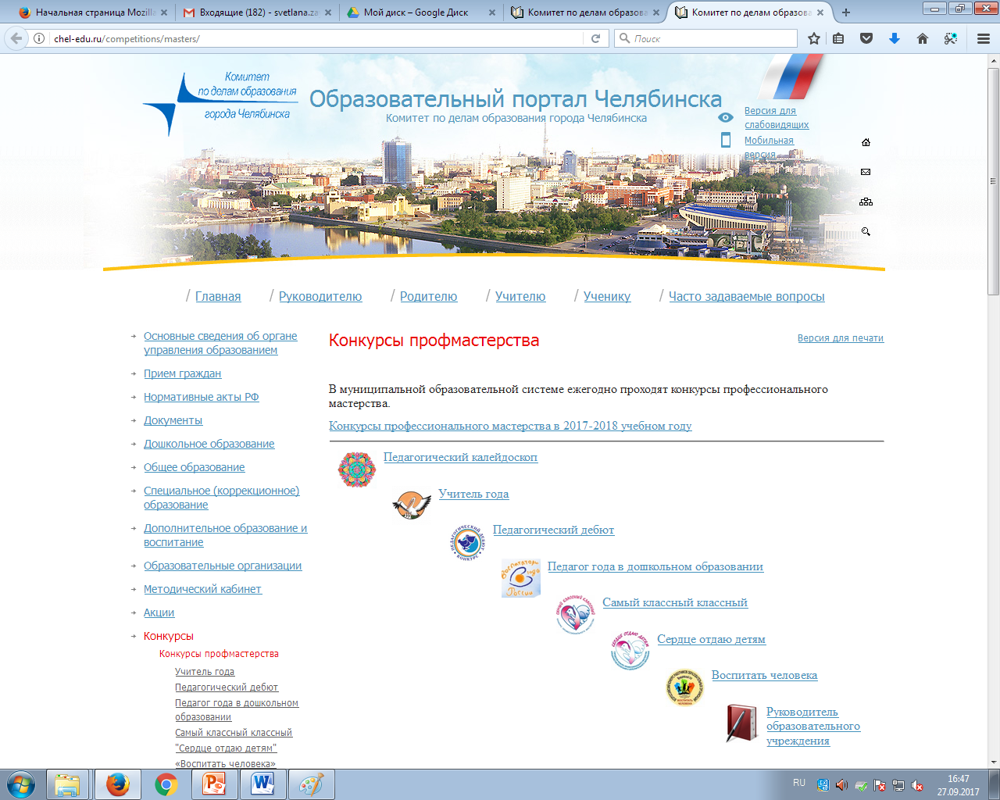 Начальная страница Mozilla
Входящие (182) - svetlana.za
Мой диск – Google Диск
Комитет по делам образова
Комитет по делам образова
chel-edu.ru/competitions/masters/
Поиск
Комитет
по делам образования
города Челябинска
Образовательный портал Челябинска
Комитет по делам образования города Челябинска
Версия для
слабовидящих
Мобильная
версия
/ Главная
/ Руководителю
/ Родителю
/ Учителю
/ Ученику
/ Часто задаваемые вопросы
Основные сведения об органе
управления образованием
Прием граждан
Нормативные акты РФ
Документы
Дошкольное образование
Общее образование
Специальное (коррекционное)
образование
Дополнительное образование и
воспитание
Образовательные организации
Методический кабинет
Акции
Конкурсы
Конкурсы профмастерства
Учитель года
Педагогический дебют
Педагог года в дошкольном
образовании
Самый классный классный
"Сердце отдаю детям"
«Воспитать человека»
Конкурсы профмастерства
Версия для печати
В муниципальной образовательной системе ежегодно проходят конкурсы профессионального
мастерства.
Конкурсы профессионального мастерства в 2017-2018 учебном году
Педагогический калейдоскоп
Учитель года
Педагогический дебют
Педагог года в дошкольном образовании
Самый классный классный
Сердце отдаю детям
Воспитать человека
Руководитель
образовательного
учреждения
RU
16:47
27.09.2017